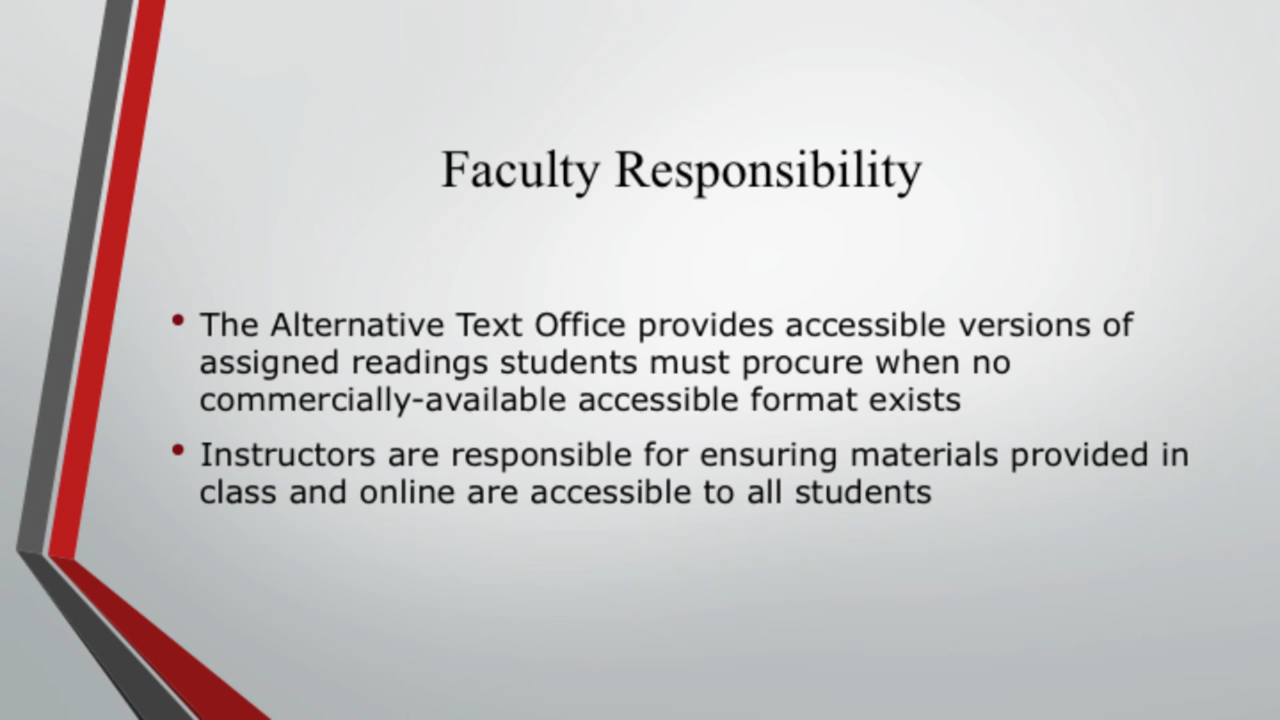 Faculty Responsibility
• The Alternative Text Office provides accessible versions of
assigned readings students must procure when no
commercially-available accessible format exists
• Instructors are responsible for ensuring materials provided in
class and online are accessible to all students